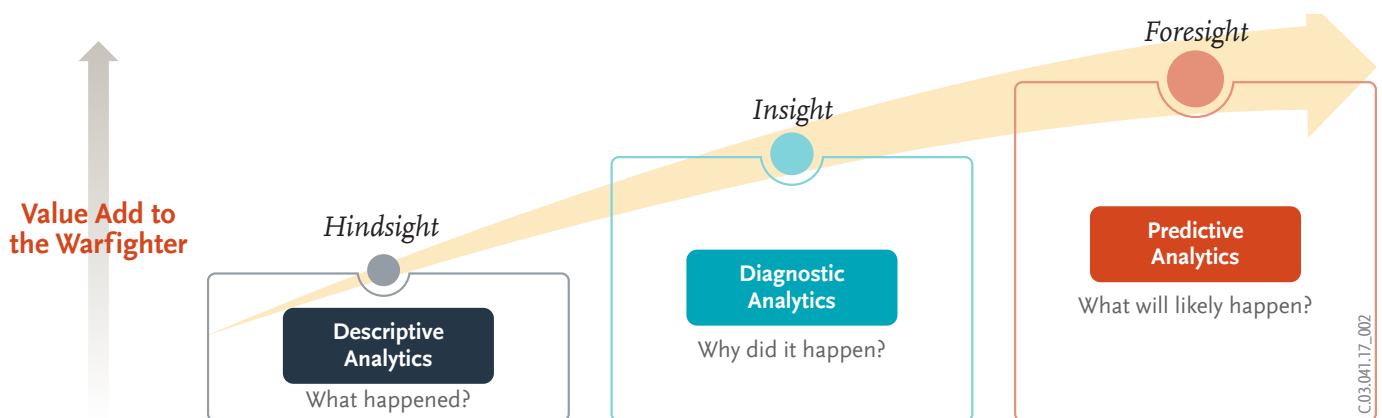 Value Add to
the Warfighter
Hindsight
Descriptive
Analytics
What happened?
Insight
Diagnostic
Analytics
Why did it happen?
Foresight
Predictive
Analytics
What will likely happen?
C.03.041.17_002